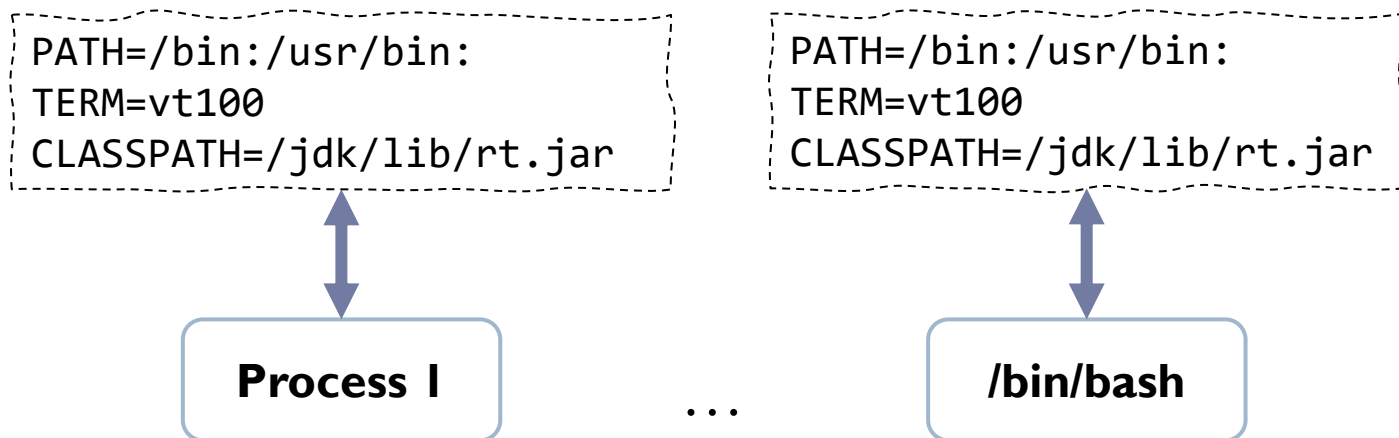 PATH=/bin:/usr/bin:
TERM=vt100
CLASSPATH=/jdk/lib/rt.jar
PATH=/bin:/usr/bin:
TERM=vt100
CLASSPATH=/jdk/lib/rt.jar
Process 1
...
/bin/bash